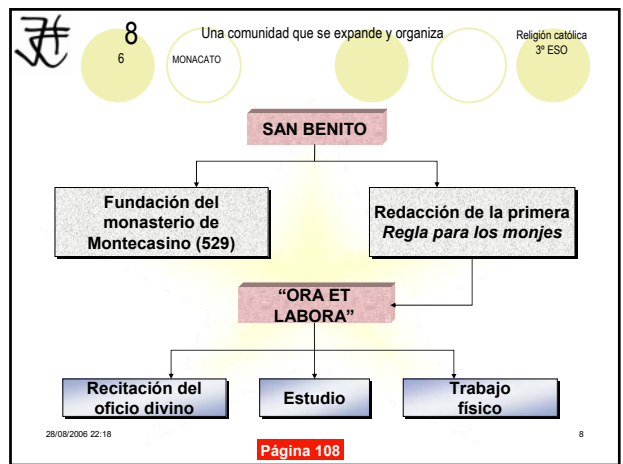 8
Una comunidad que se expande y organiza
Religión católica
3º ESO
6
MONACATO
SAN BENITO
Fundación del
monasterio de
Montecasino (529)
Redacción de la primera
Regla para los monjes
“ORA ET
LABORA”
Recitación del
oficio divino
Estudio
Trabajo
físico
28/08/2006 22:18
8
Página 108